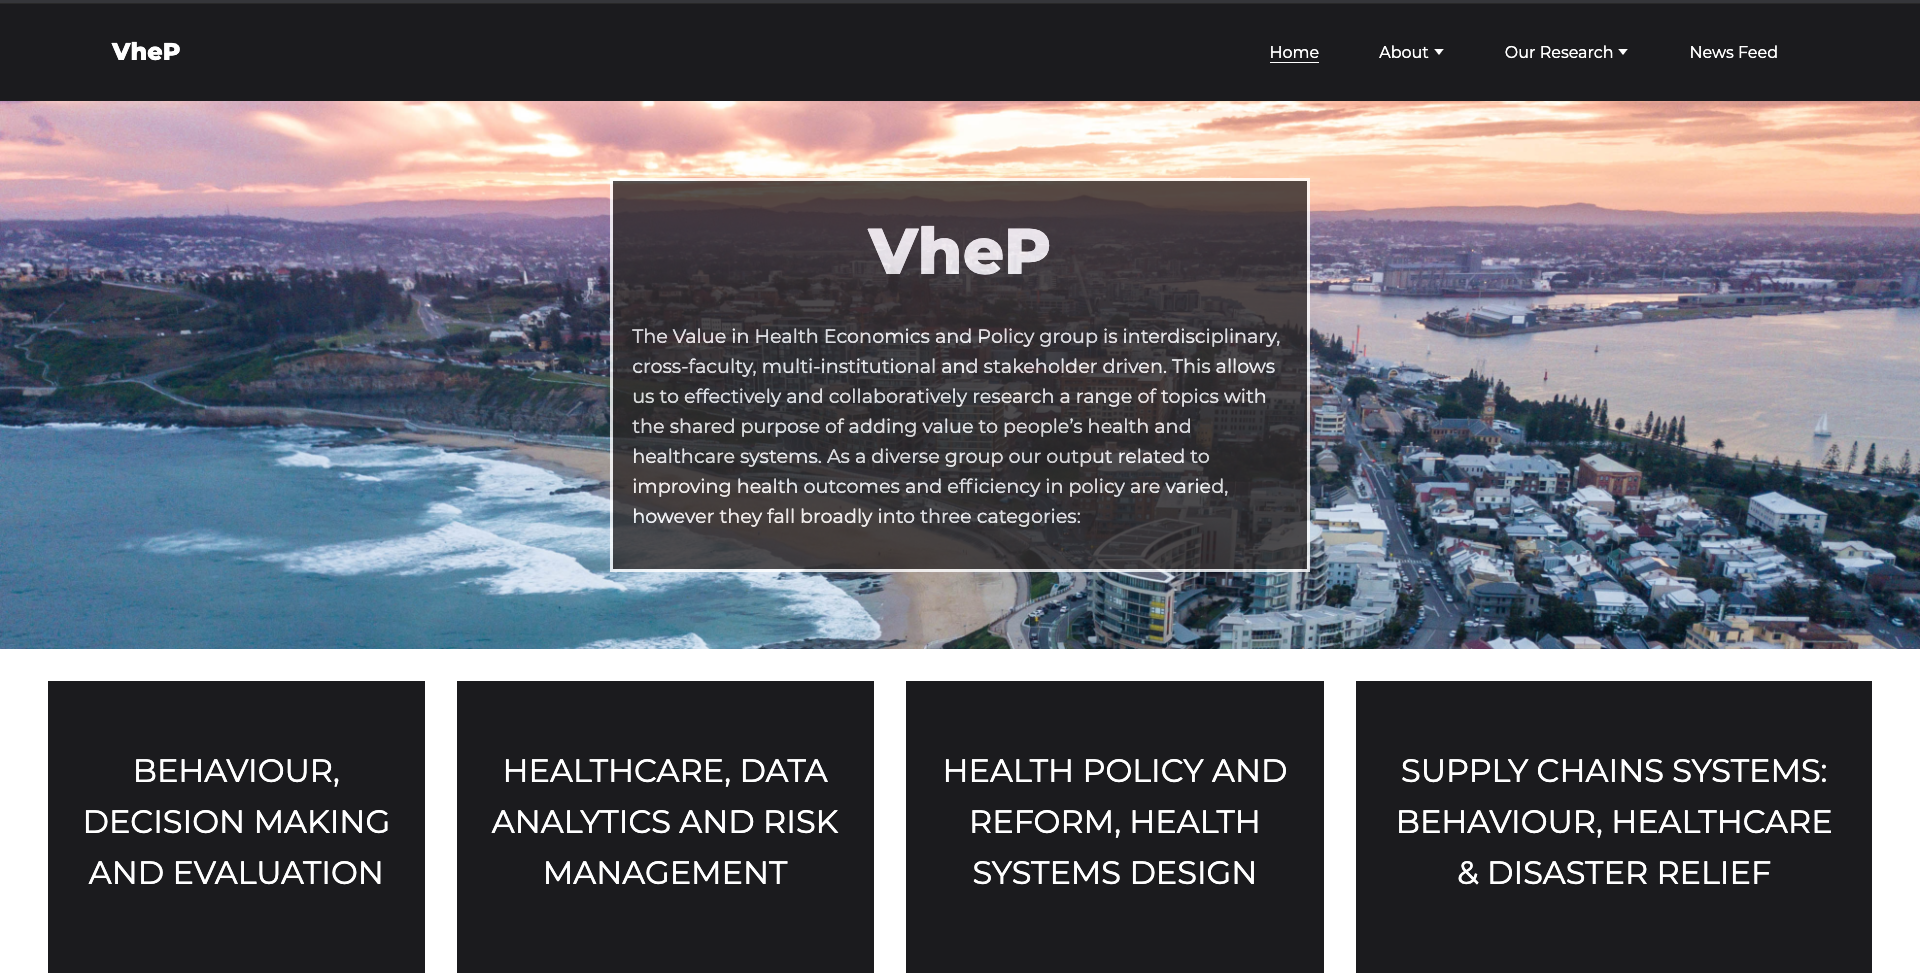 VheP
Home About Our Research News Feed
VheP
The Value in Health Economics and Policy group is interdisciplinary,
cross-faculty, multi-institutional and stakeholder driven. This allows
us to effectively and collaboratively research a range of topics with
the shared purpose of adding value to people’s health and
healthcare systems. As a diverse group our output related to
improving health outcomes and efficiency in policy are varied,
however they fall broadly into three categories:
BEHAVIOUR,
DECISION MAKING
AND EVALUATION
HEALTHCARE, DATA
ANALYTICS AND RISK
MANAGEMENT
HEALTH POLICY AND
REFORM, HEALTH
SYSTEMS DESIGN
SUPPLY CHAINS SYSTEMS:
BEHAVIOUR, HEALTHCARE
& DISASTER RELIEF